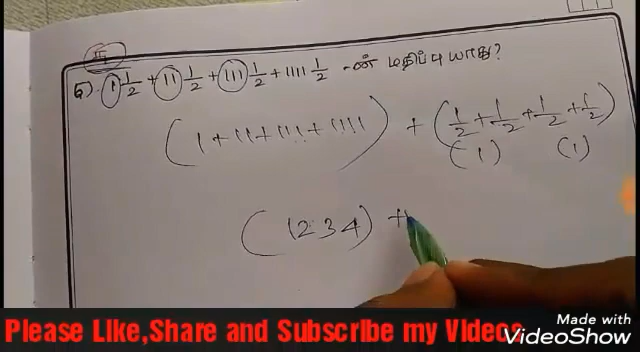 1 1/2 + 11 1/2 + 111 1/2 + 1111 1/2 -ன் மதிப்பு யாது?
(1+11+111+1111) + (1/2+1/2+1/2+1/2)
(1) (1)
(1234) +
Please Like,Share and Subscribe my Videos
Made with
VideoShow